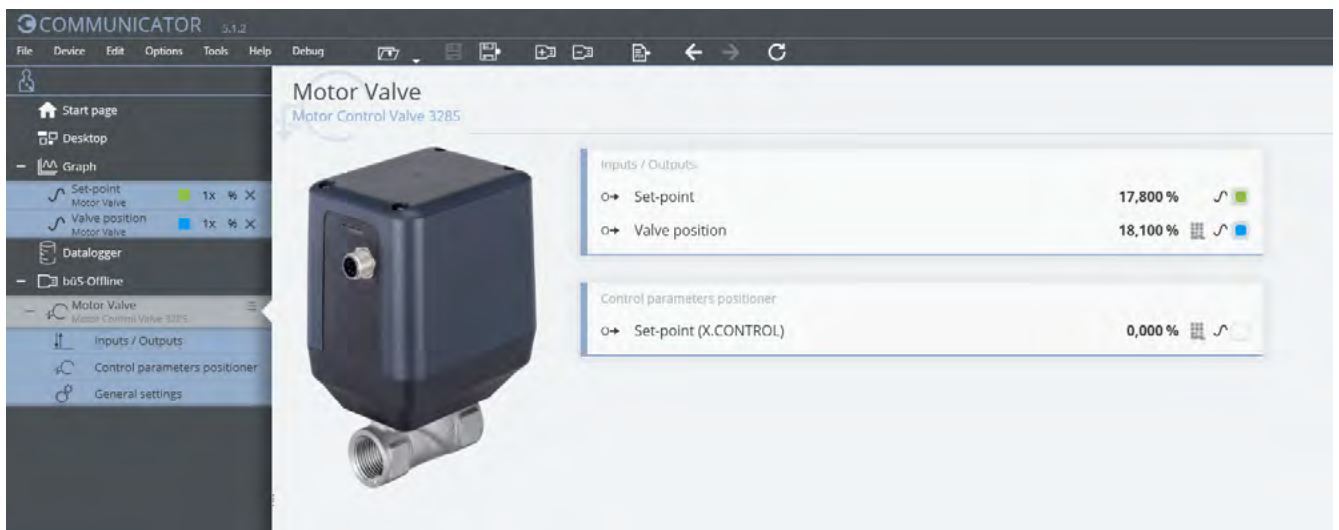 COMMUNICATOR 5.1.2
File Device Edit Options Tools Help Debug
Start page
Desktop
Graph
Set-point
Motor Valve
1x %
Valve position
Motor Valve
1x %
Datalogger
büS Offline
Motor Valve
Motor Control Valve 3285
Inputs / Outputs
Control parameters positioner
General settings
Motor Valve
Motor Control Valve 3285
Inputs / Outputs
Set-point 17,800 %
Valve position 18,100 %
Control parameters positioner
Set-point (X.CONTROL) 0,000 %